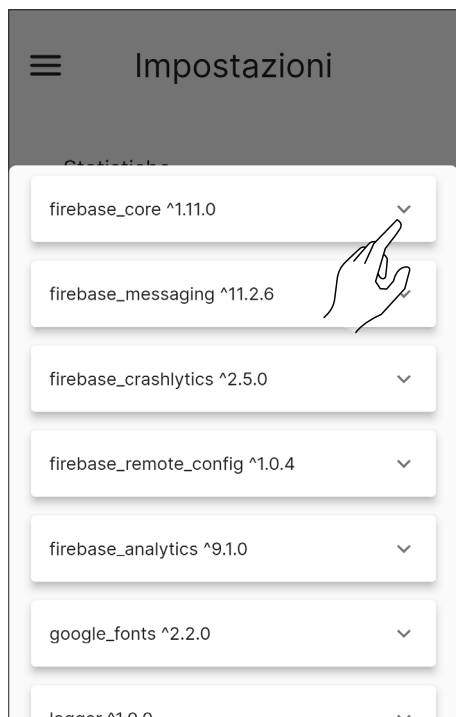 Impostazioni
Statistiche
firebase_core ^1.11.0
firebase_messaging ^11.2.6
firebase_crashlytics ^2.5.0
firebase_remote_config ^1.0.4
firebase_analytics ^9.1.0
google_fonts ^2.2.0